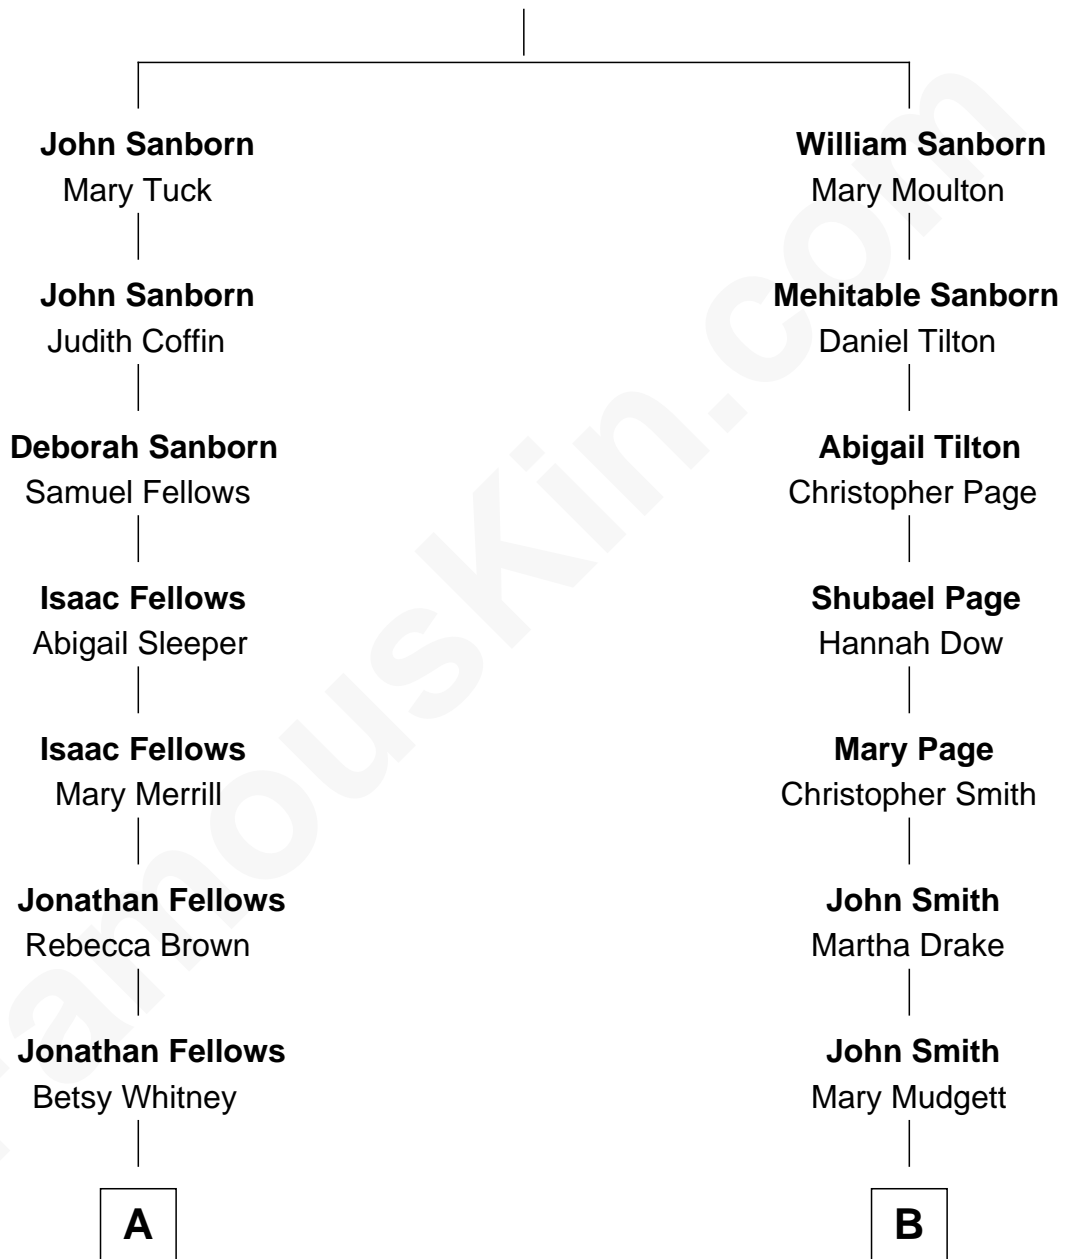 John Sanborn
Mary Tuck
John Sanborn
Judith Coffin
Deborah Sanborn
Samuel Fellows
Isaac Fellows
Abigail Sleeper
Isaac Fellows
Mary Merrill
Jonathan Fellows
Rebecca Brown
Jonathan Fellows
Betsy Whitney
A
William Sanborn
Mary Moulton
Mehitable Sanborn
Daniel Tilton
Abigail Tilton
Christopher Page
Shubael Page
Hannah Dow
Mary Page
Christopher Smith
John Smith
Martha Drake
John Smith
Mary Mudgett
B
FamousKin.com